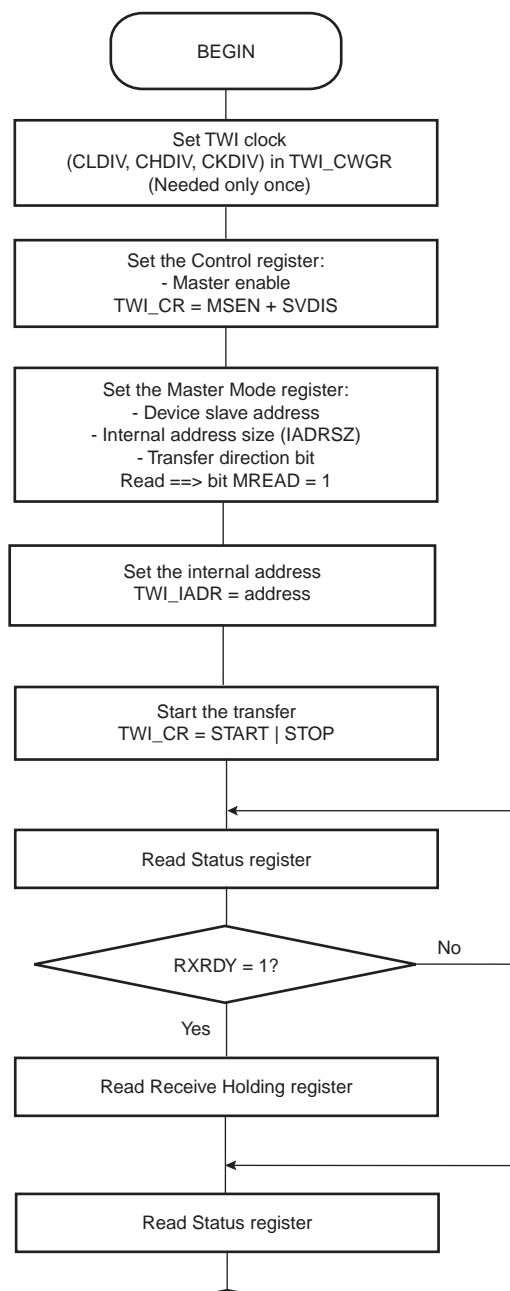 BEGIN
Set TWI clock
(CLDIV, CHDIV, CKDIV) in TWI_CWGR
(Needed only once)
Set the Control register:
- Master enable
TWI_CR = MSEN + SVDIS
Set the Master Mode register:
- Device slave address
- Internal address size (IADRSZ)
- Transfer direction bit
Read ==> bit MREAD = 1
Set the internal address
TWI_IADR = address
Start the transfer
TWI_CR = START | STOP
Read Status register
RXRDY = 1?
No
Yes
Read Receive Holding register
Read Status register